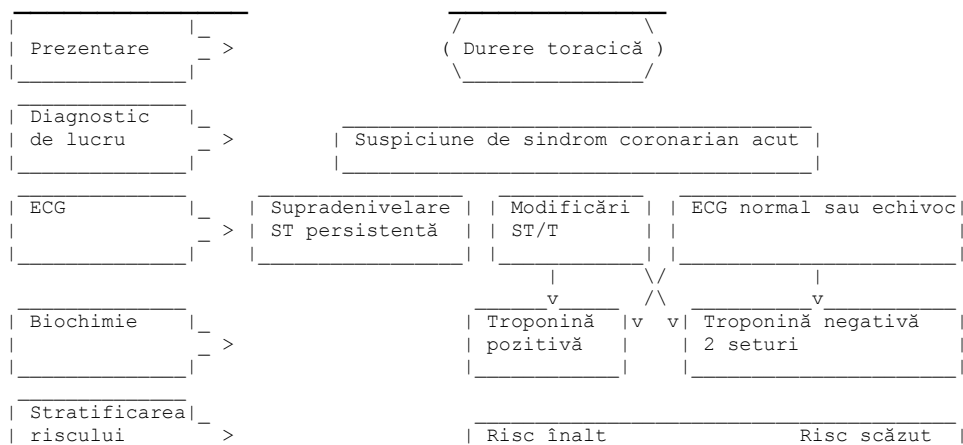 Prezentare > ( Durere toracică )
Diagnostic
de lucru > Suspiciune de sindrom coronarian acut
ECG Supradenivelare Modificări ECG normal sau echivoc
> ST persistentă ST/T
v v
Biochimie Troponină v v Troponină negativă
> pozitivă 2 seturi
Stratificarea
riscului > Risc înalt Risc scăzut